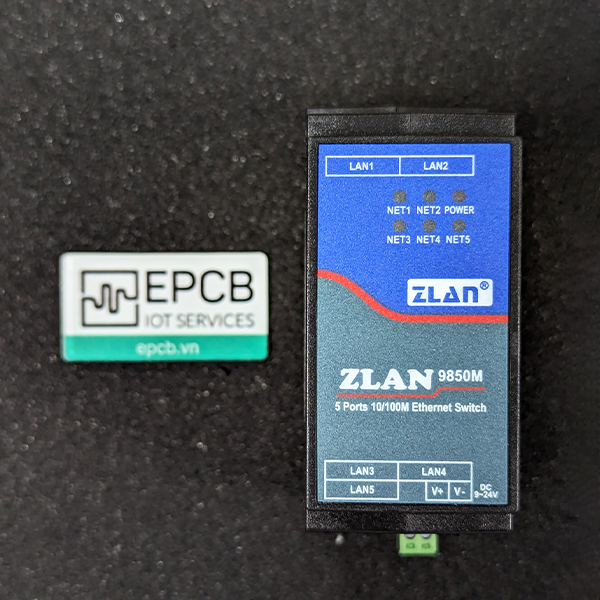 EPCB
IOT SERVICES
epcb.vn
LAN1 LAN2
NET1 NET2 POWER
NET3 NET4 NET5
ZLAN®
ZLAN 9850M
5 Ports 10/100M Ethernet Switch
LAN3 LAN4
LAN5 V+ V- DC
9~24V